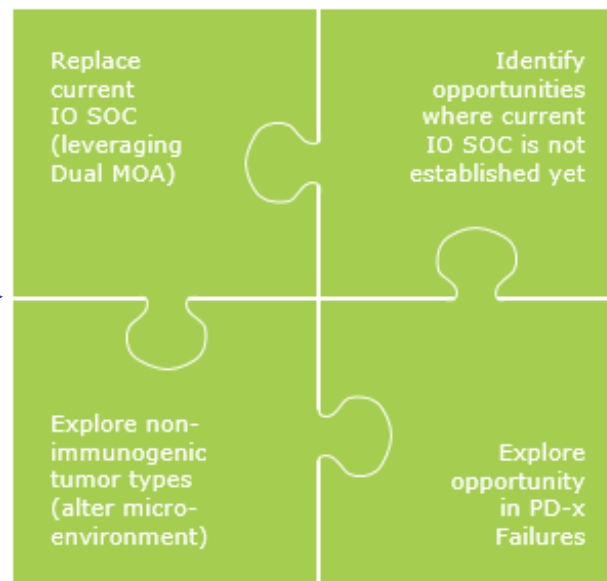 Replace
current
IO SOC
(leveraging
Dual MOA)
Identify
opportunities
where current
IO SOC is not
established yet
Explore non-
immunogenic
tumor types
(alter micro-
environment)
Explore
opportunity
in PD-x
Failures